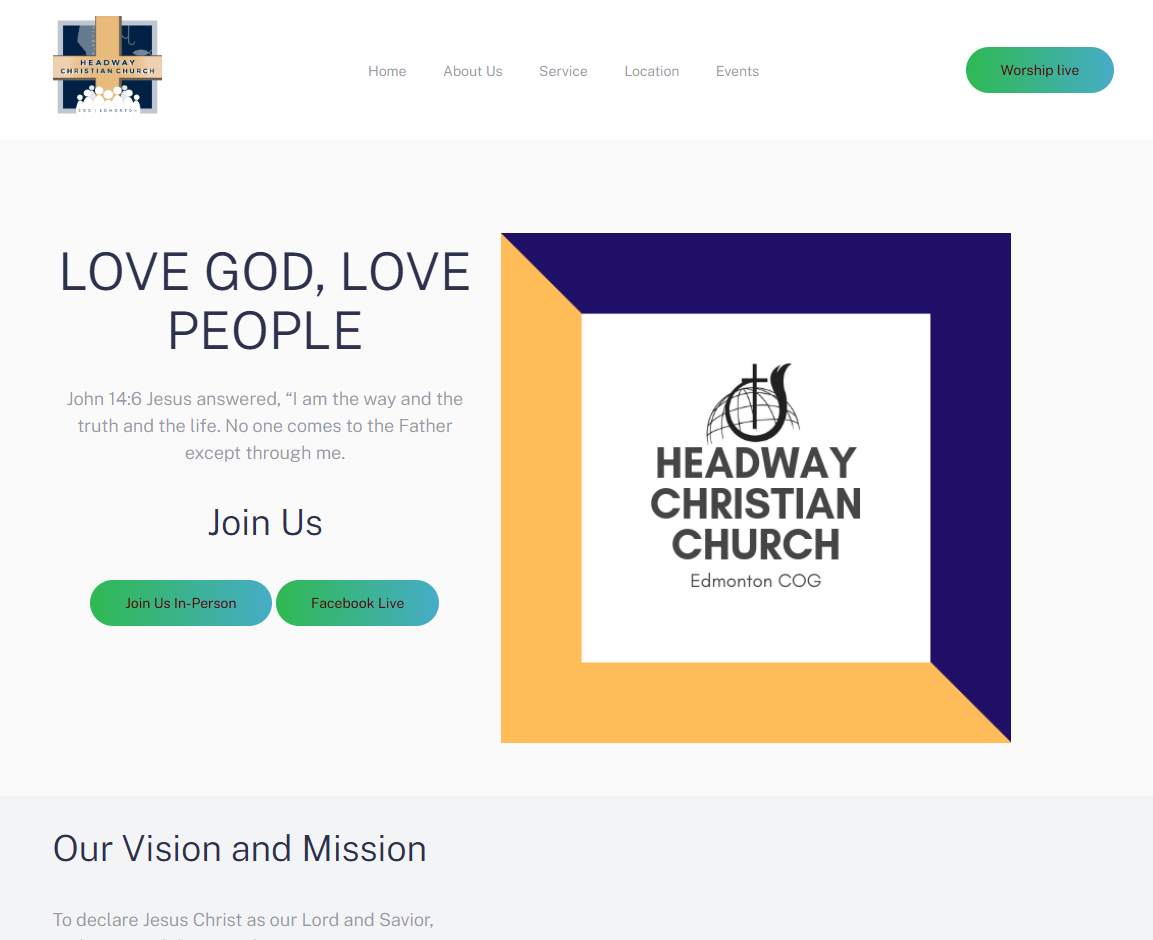 HEADWAY
CHRISTIAN CHURCH
COG | EDMONTON
Home About Us Service Location Events
Worship live
LOVE GOD, LOVE
PEOPLE
John 14:6 Jesus answered, “I am the way and the
truth and the life. No one comes to the Father
except through me.
Join Us
Join Us In-Person Facebook Live
HEADWAY
CHRISTIAN
CHURCH
Edmonton COG
Our Vision and Mission
To declare Jesus Christ as our Lord and Savior,